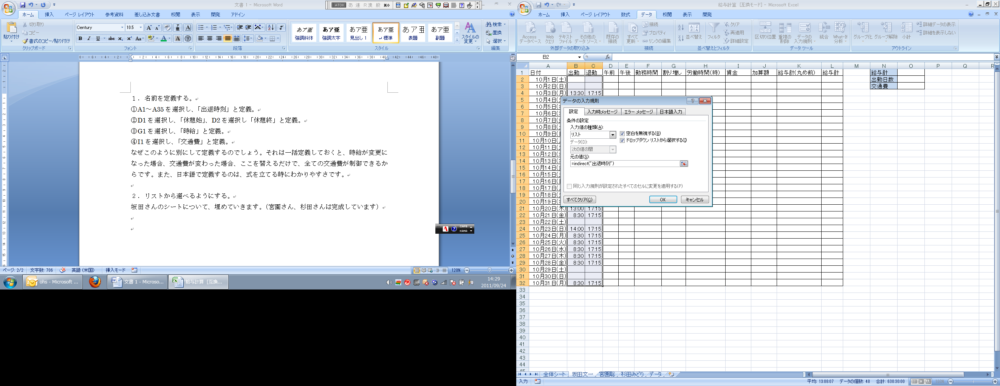 文書 1 - Microsoft Word
ATOK あ 連 R漢 般 英小
ホーム 挿入 ページ レイアウト 参考資料 差し込み文書 校閲 表示 開発 アドイン
貼り付け
切り取り
コピー
書式のコピー/貼り付け
クリップボード
Century 10.5
フォント
段落
あア亜 強調斜体
あア亜 強調太字
あア亜 見出し 1
あア亜 標準
あア亜 表題
あア亜 副題
スタイルの変更
スタイル
検索
置換
選択
編集
１．名前を定義する。
①A1～A35を選択し、「出退時刻」と定義。
②D1を選択し、「休憩始」、D2を選択し「休憩終」と定義。
③G1を選択し、「時給」と定義。
④I1を選択し、「交通費」と定義。
なぜこのように別にして定義するのでしょう。それは一括定義しておくと、時給が変更に
なった場合、交通費が変わった場合、ここを替えるだけで、全ての交通費が制御できるか
らです。また、日本語で定義するのは、式を立てる時にわかりやすさです。
２．リストから選べるようにする。
坂田さんのシートについて、埋めていきます。（宮園さん、杉田さんは完成しています）
CAPS
KANA
ページ: 2/2 文字数: 706 英語 (米国) 挿入モード 120%
ohs - Microsoft ... 文書 1 - Microso... 給与計算 [互換...
14:29
2011/09/24
給与計算 [互換モード] - Microsoft Excel
ホーム 挿入 ページ レイアウト 数式 データ 校閲 表示 開発
Access データベース
Web クエリ
テキスト ファイル
その他の データ ソース
既存の接続
外部データの取り込み
すべて更新
接続
プロパティ
リンクの編集
接続
並べ替え
フィルタ
クリア
再適用
詳細設定
並べ替えとフィルタ
区切り位置
重複の削除
データの入力規則
統合
What-If 分析
データ ツール
グループ化
グループ解除
小計
詳細データの表示
詳細を表示しない
アウトライン
B2 fx
A B C D E F G H I J K L M N O P Q R
1 日付 出勤 退勤 午前 午後 勤務時間 割り増し 労働時間(時) 賃金 加算額 給与計(丸め前) 給与計 給与計
2 10月1日(土) 出勤日数
3 10月2日(日) 交通費
4 10月3日(月) 13:30 17:15
5 10月4日(
6 10月5日(
7 10月6日(
8 10月7日(
9 10月8日(
10 10月9日(
11 10月10日(
12 10月11日(
13 10月12日(
14 10月13日(
15 10月14日(
16 10月15日(
17 10月16日(
18 10月17日(
19 10月18日(
20 10月19日(
21 10月20日(木) 13:00 17:15
22 10月21日(金) 8:30 17:15
23 10月22日(土)
24 10月23日(日) 14:00 17:15
25 10月24日(月) 8:30 17:15
26 10月25日(火) 8:30 17:15
27 10月26日(水) 8:30 17:15
28 10月27日(木) 8:30 17:15
29 10月28日(金) 8:30 17:15
30 10月29日(土)
31 10月30日(日)
32 10月31日(月) 8:30 17:15
33
34
35
36
37
38
39
40
41
42
43
44
45
データの入力規則
設定 入力時メッセージ エラー メッセージ 日本語入力
条件の設定
入力値の種類(A):
リスト
空白を無視する(B)
ドロップダウン リストから選択する(I)
データ(D):
次の値の間
元の値(S):
=indirect("出退時刻")
同じ入力規則が設定されたすべてのセルに変更を適用する(P)
すべてクリア(C) OK キャンセル
全体シート 坂田文一 宮園聡 杉田みどり データ
入力 平均: 13:08:07 データの個数: 48 合計: 630:30:00 100%